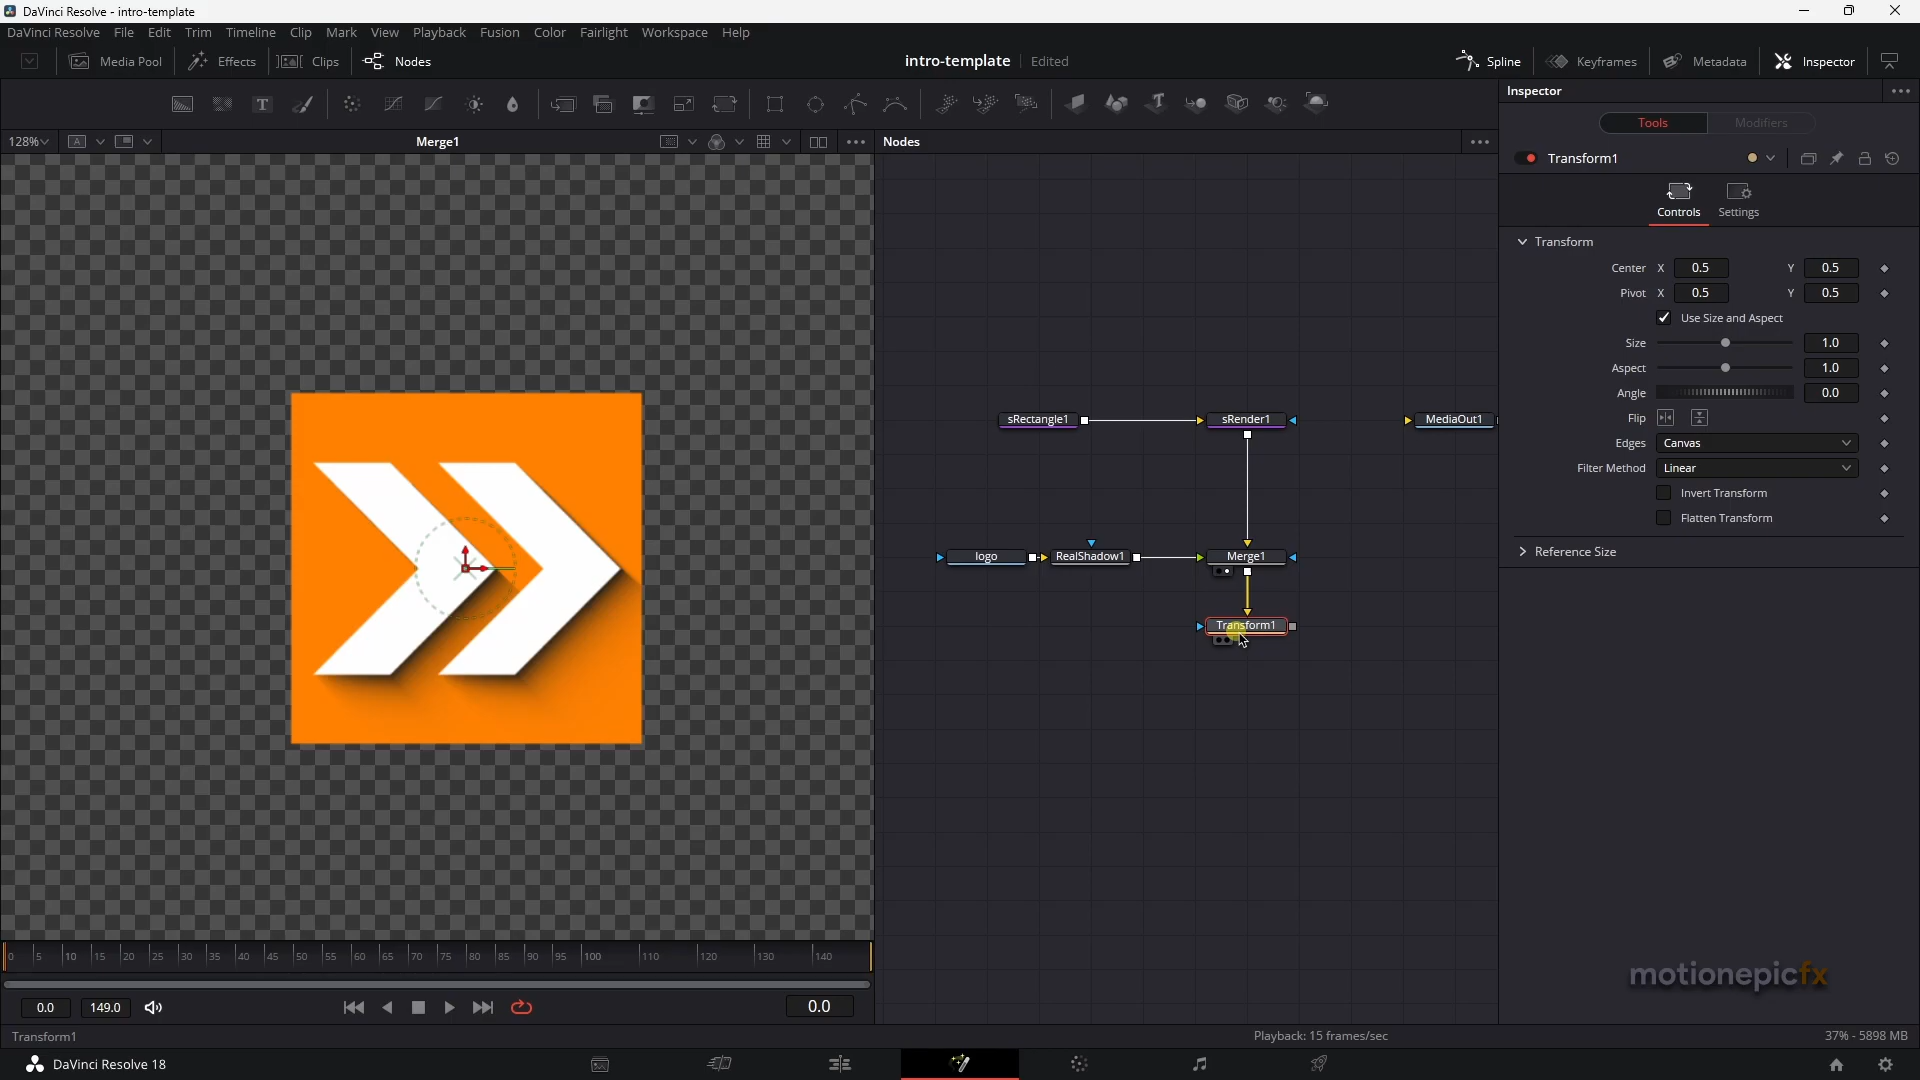 DaVinci Resolve - intro-template
DaVinci Resolve File Edit Trim Timeline Clip Mark View Playback Fusion Color Fairlight Workspace Help
Media Pool Effects Clips Nodes intro-template Edited Spline Keyframes Metadata Inspector
T T
Inspector
128% A Merge1 Nodes
Tools Modifiers
Transform1
Controls Settings
Transform
Center X 0.5 Y 0.5
Pivot X 0.5 Y 0.5
Use Size and Aspect
Size 1.0
Aspect 1.0
Angle 0.0
Flip
Edges Canvas
Filter Method Linear
Invert Transform
Flatten Transform
Reference Size
sRectangle1 sRender1 MediaOut1
logo RealShadow1 Merge1
Transform1
0 5 10 15 20 25 30 35 40 45 50 55 60 65 70 75 80 85 90 95 100 110 120 130 140
motionepicfx
0.0 149.0 0.0
Transform1 Playback: 15 frames/sec 37% - 5898 MB
DaVinci Resolve 18